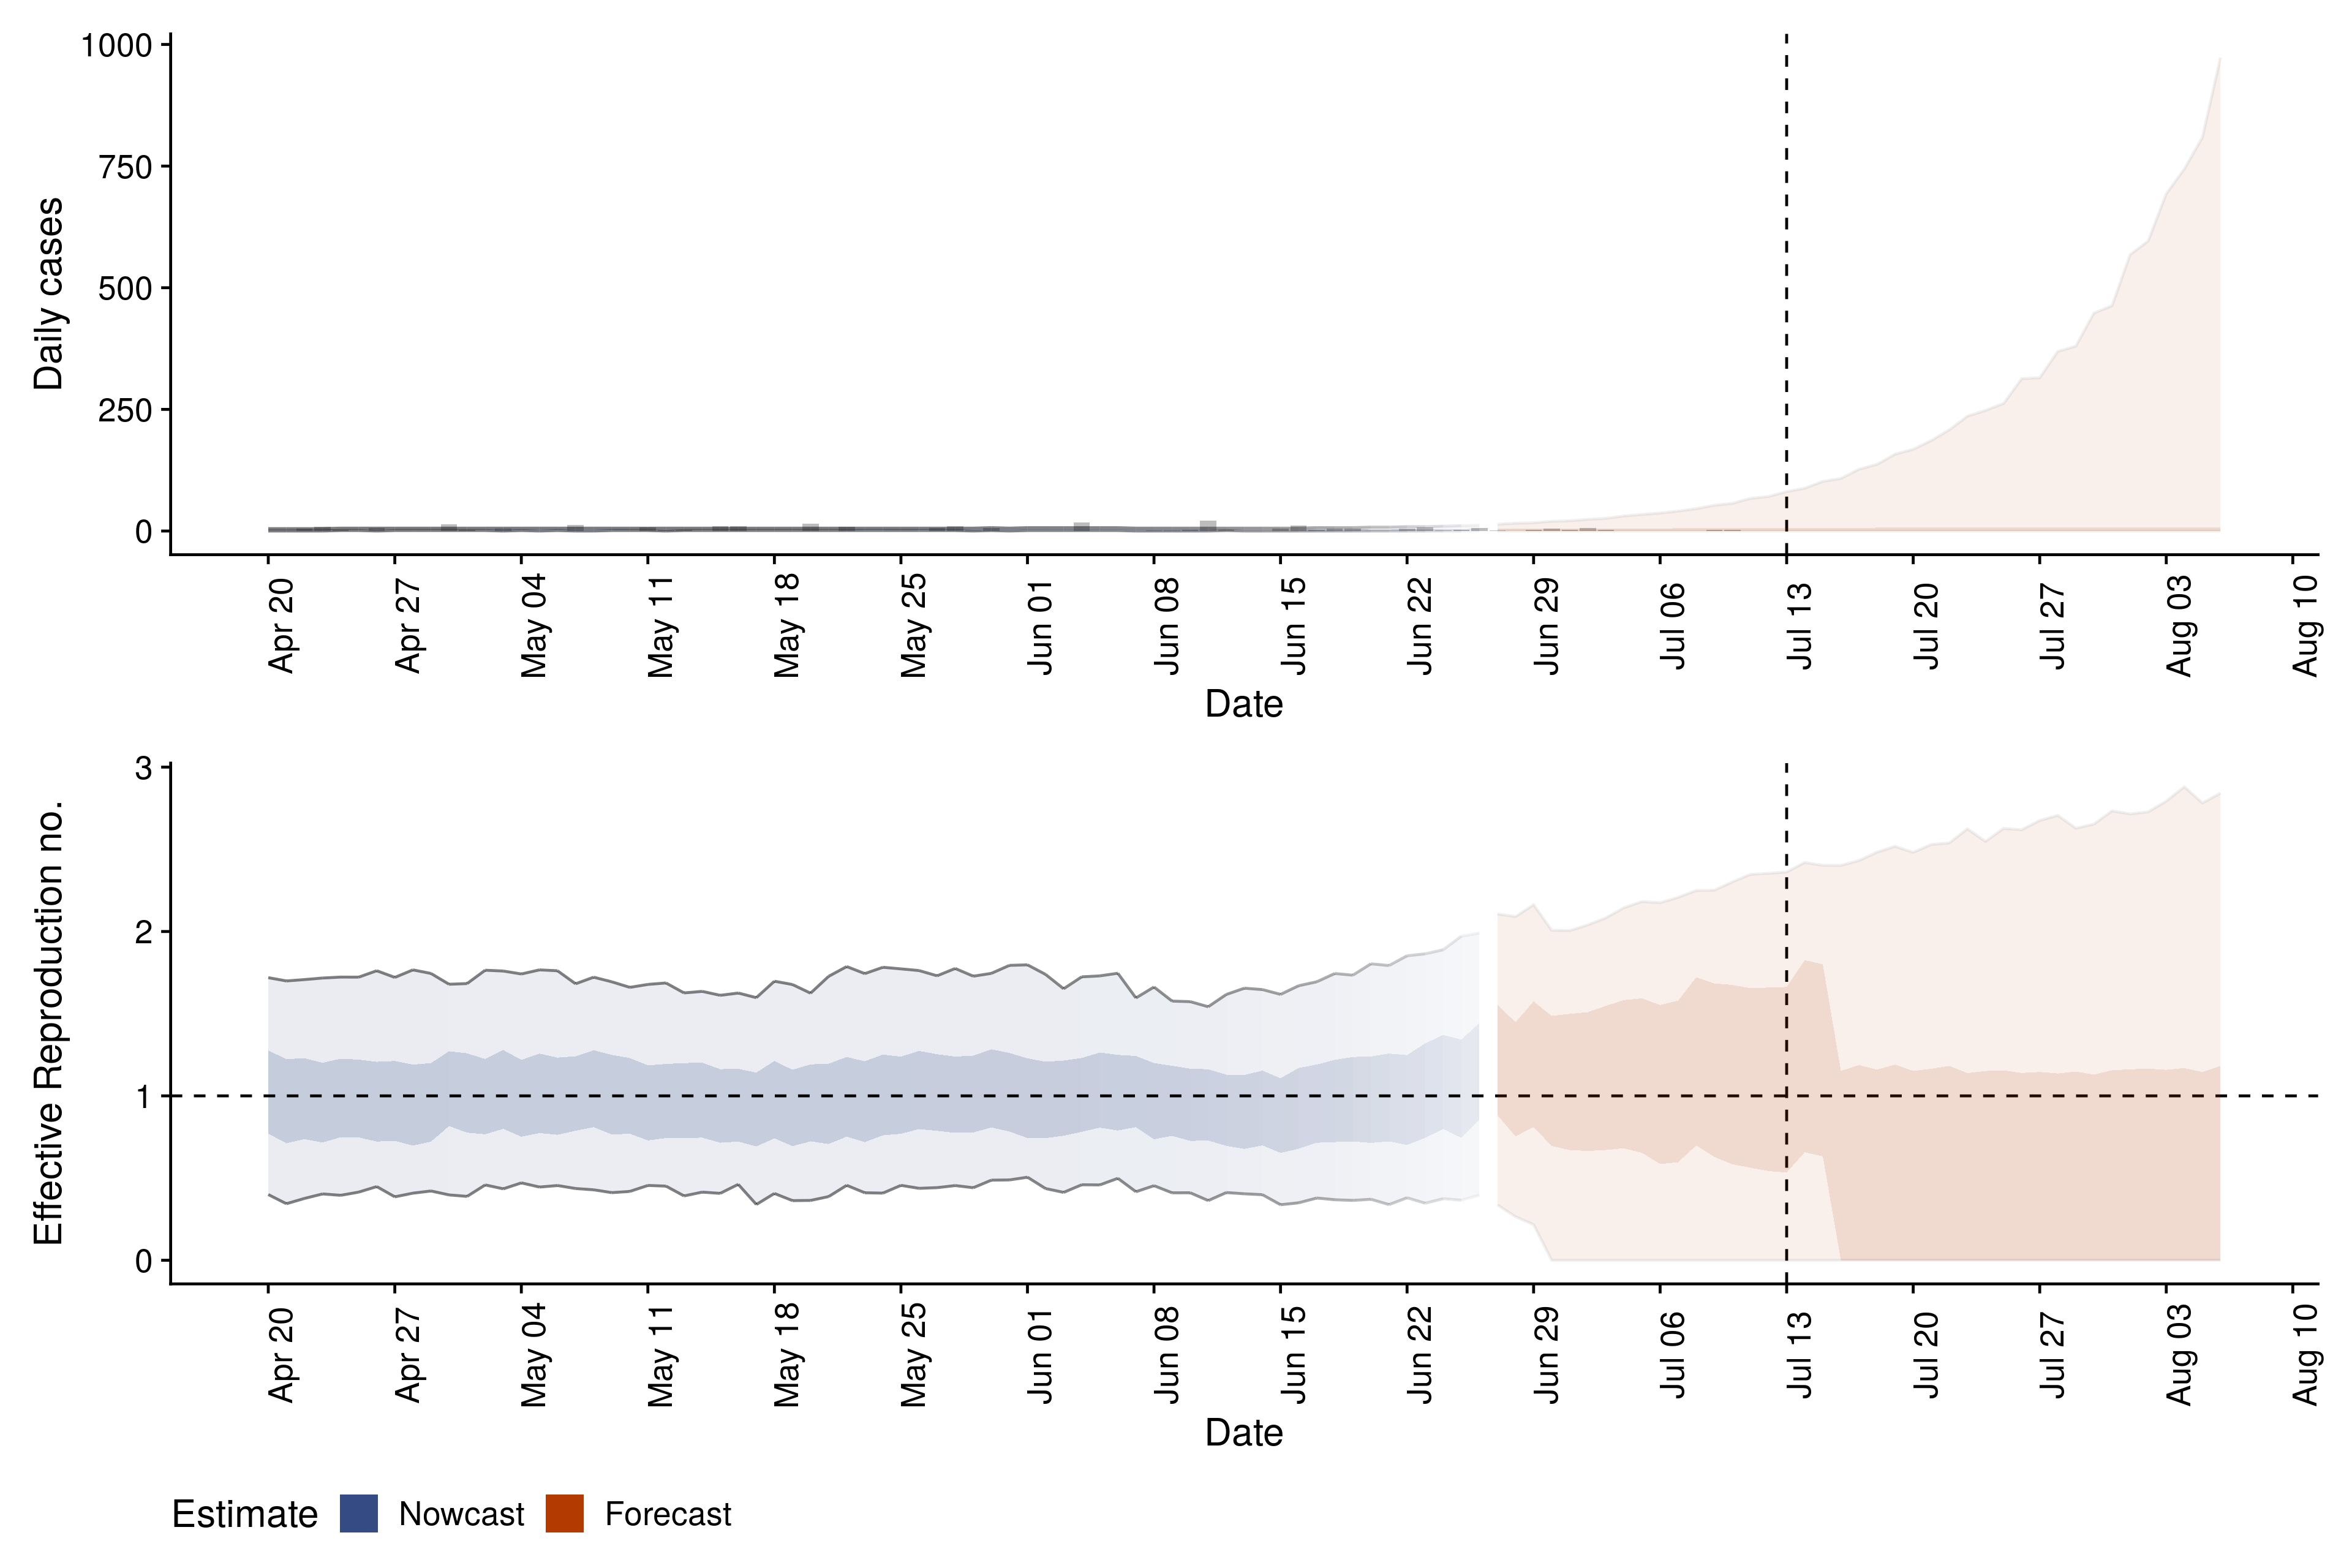 1000
750
500
250
0
Daily cases
Apr 20
Apr 27
May 04
May 11
May 18
May 25
Jun 01
Jun 08
Jun 15
Jun 22
Jun 29
Jul 06
Jul 13
Jul 20
Jul 27
Aug 03
Aug 10
Date
3
2
1
0
Effective Reproduction no.
Apr 20
Apr 27
May 04
May 11
May 18
May 25
Jun 01
Jun 08
Jun 15
Jun 22
Jun 29
Jul 06
Jul 13
Jul 20
Jul 27
Aug 03
Aug 10
Date
Estimate Nowcast Forecast